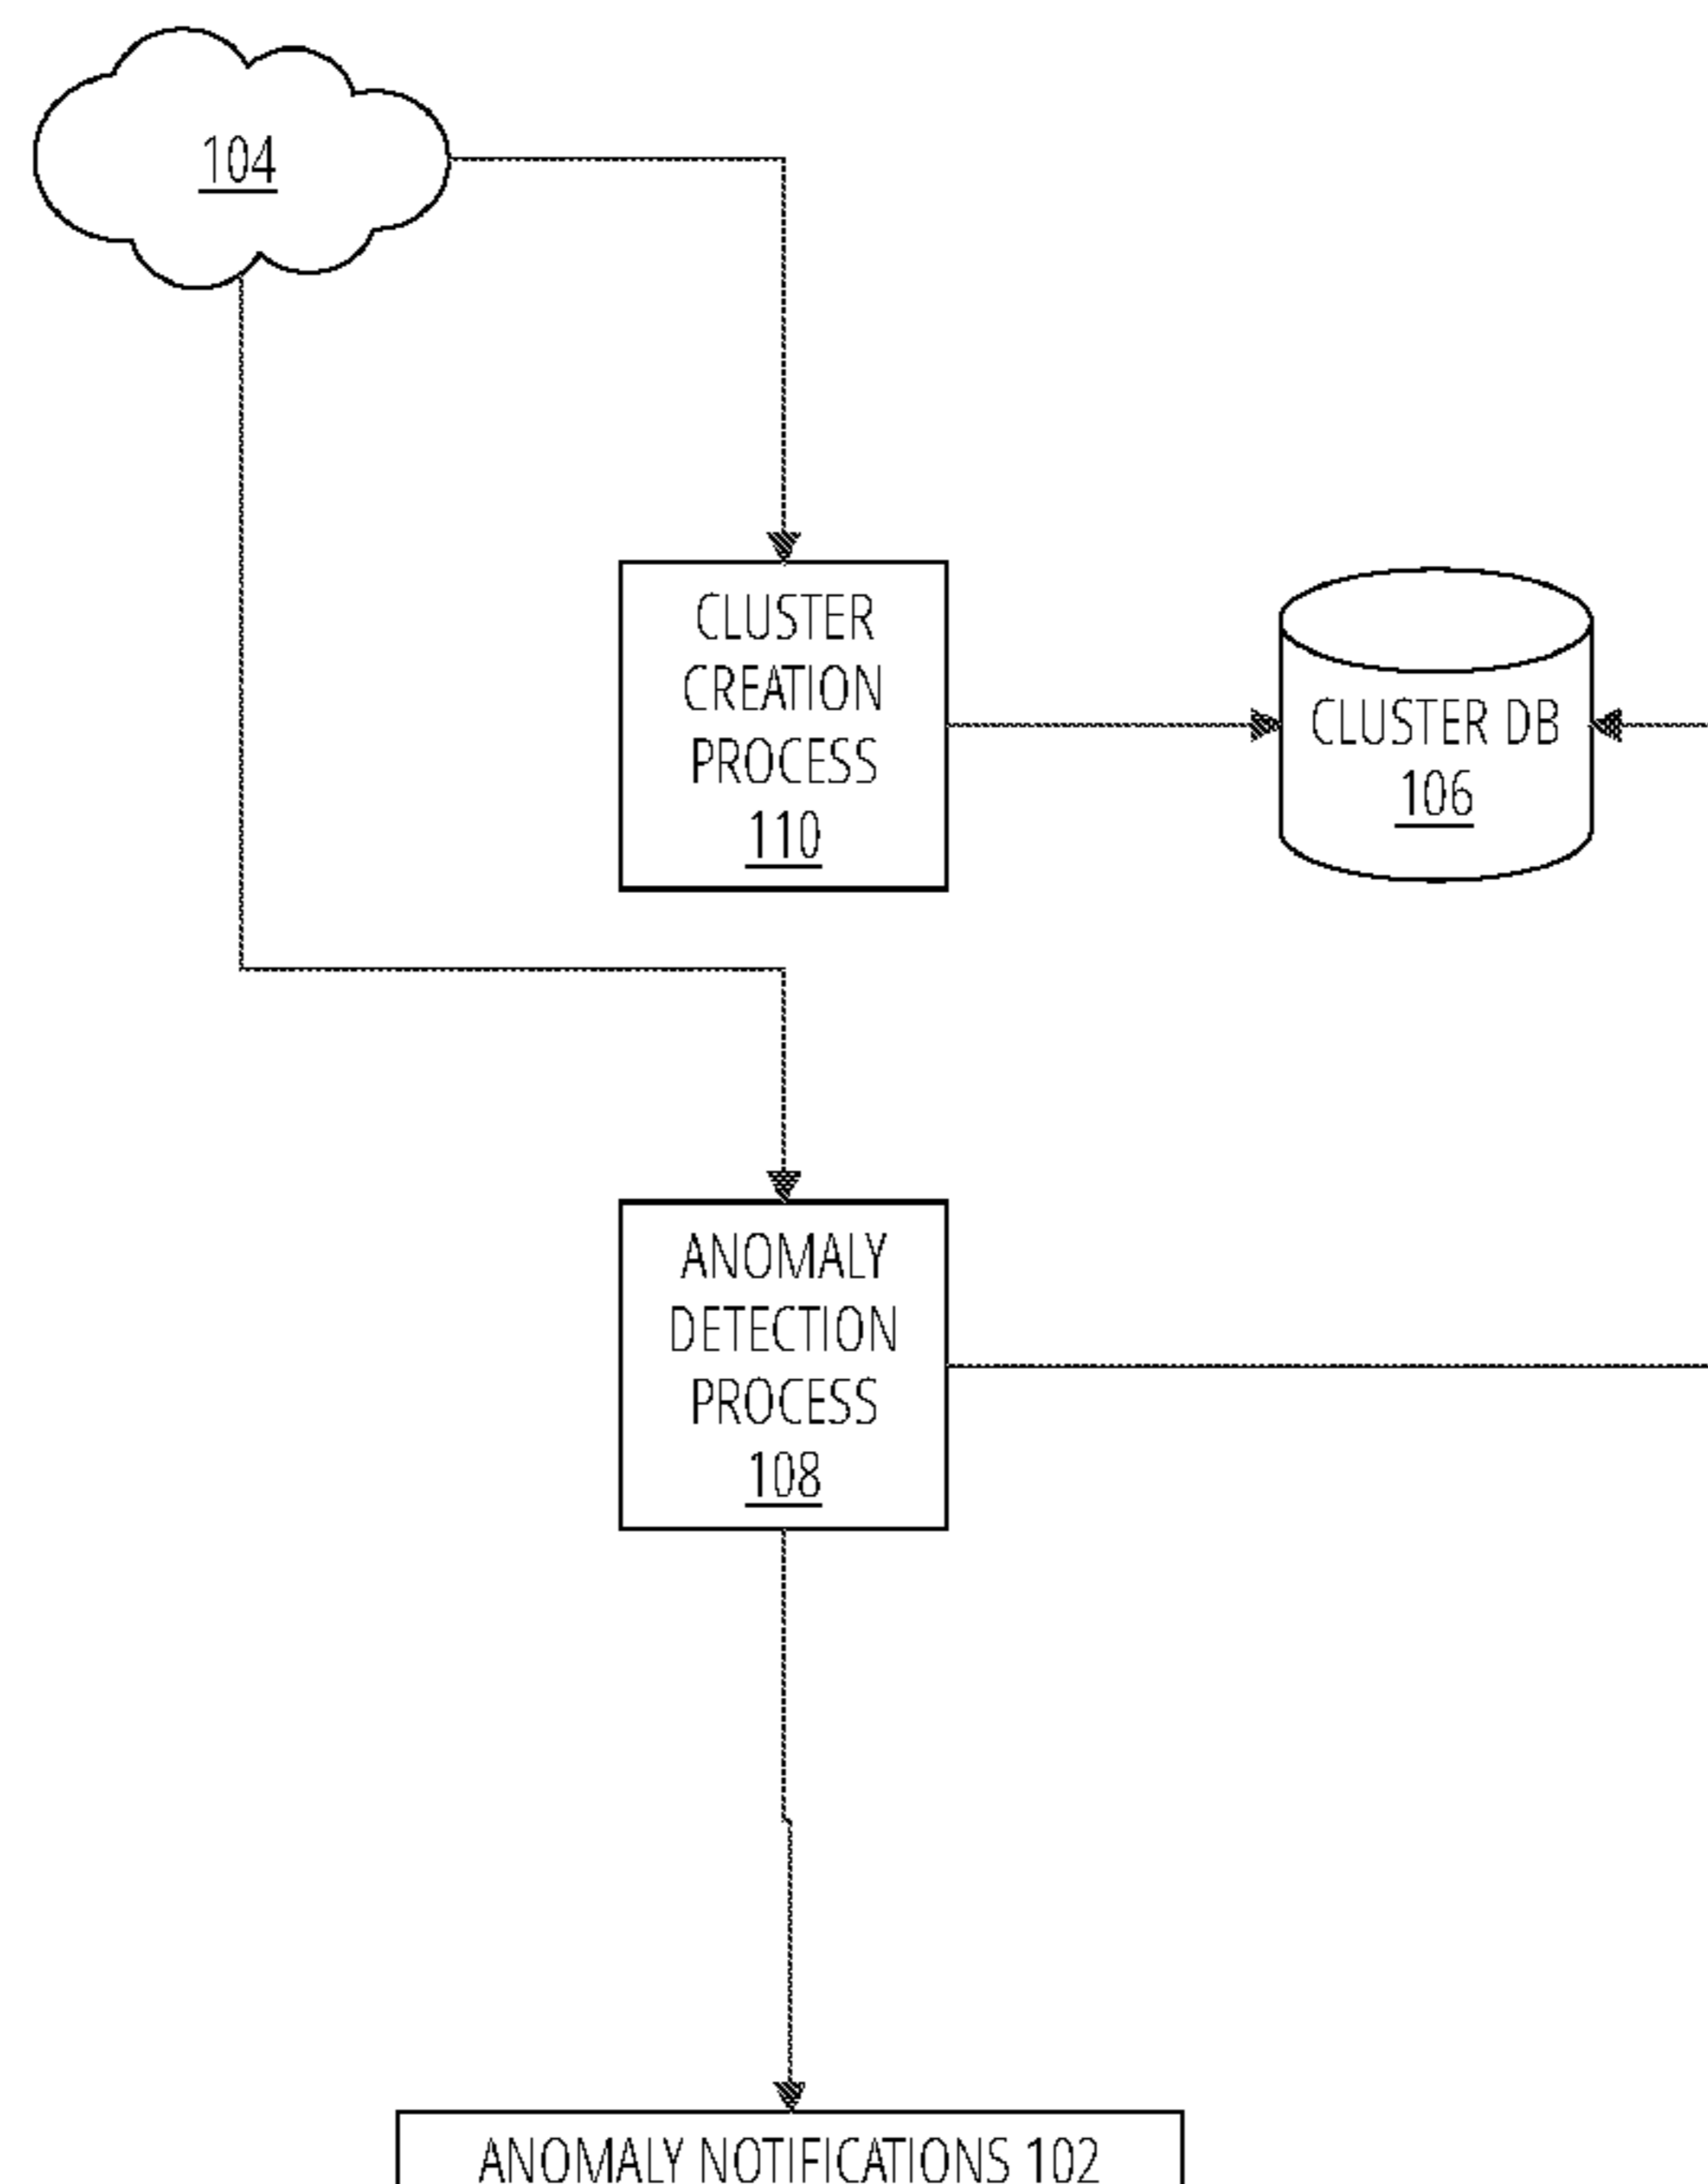 104
CLUSTER
CREATION
PROCESS
110
CLUSTER DB
106
ANOMALY
DETECTION
PROCESS
108
ANOMALY NOTIFICATIONS 102